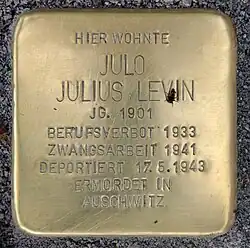 HIER WOHNTE
JULO
JULIUS LEVIN
JG. 1901
BERUFSVERBOT 1933
ZWANGSARBEIT 1941
DEPORTIERT 17.5.1943
ERMORDET IN
AUSCHWITZ